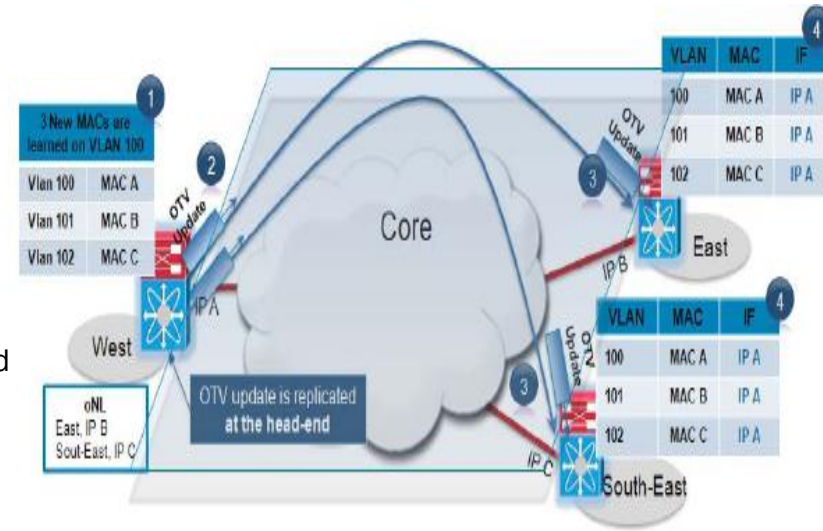 1
3 New MACs are
learned on VLAN 100
Vlan 100 MAC A
Vlan 101 MAC B
Vlan 102 MAC C
2
OTV
Update
Core
West
IP A
oNL
East, IP B
Sout-East, IP C
OTV update is replicated
at the head-end
d
4
VLAN MAC IF
100 MAC A IP A
101 MAC B IP A
102 MAC C IP A
OTV
Update
3
IP B
East
4
VLAN MAC IF
100 MAC A IP A
101 MAC B IP A
102 MAC C IP A
OTV
Update
3
IP C
South-East